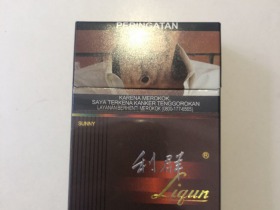 PERINGATAN
KARENA MEROKOK,
SAYA TERKENA KANKER TENGGOROKAN
LAYANAN BERHENTI MEROKOK (0800-177-6565)
SUNNY
利群®
Liqun